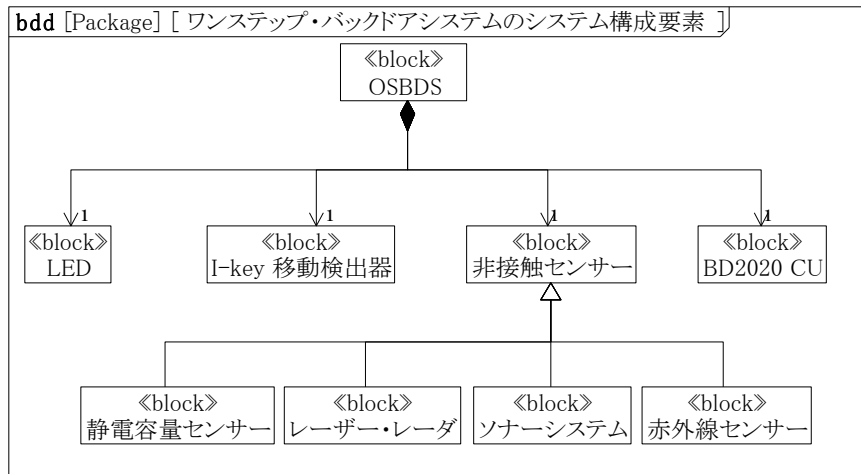 bdd [Package] [ ワンステップ・バックドアシステムのシステム構成要素 ]
《block》
OSBDS
1 1 1 1
《block》 《block》 《block》 《block》
LED I-key 移動検出器 非接触センサー BD2020 CU
《block》 《block》 《block》 《block》
静電容量センサー レーザー・レーダ ソナーシステム 赤外線センサー